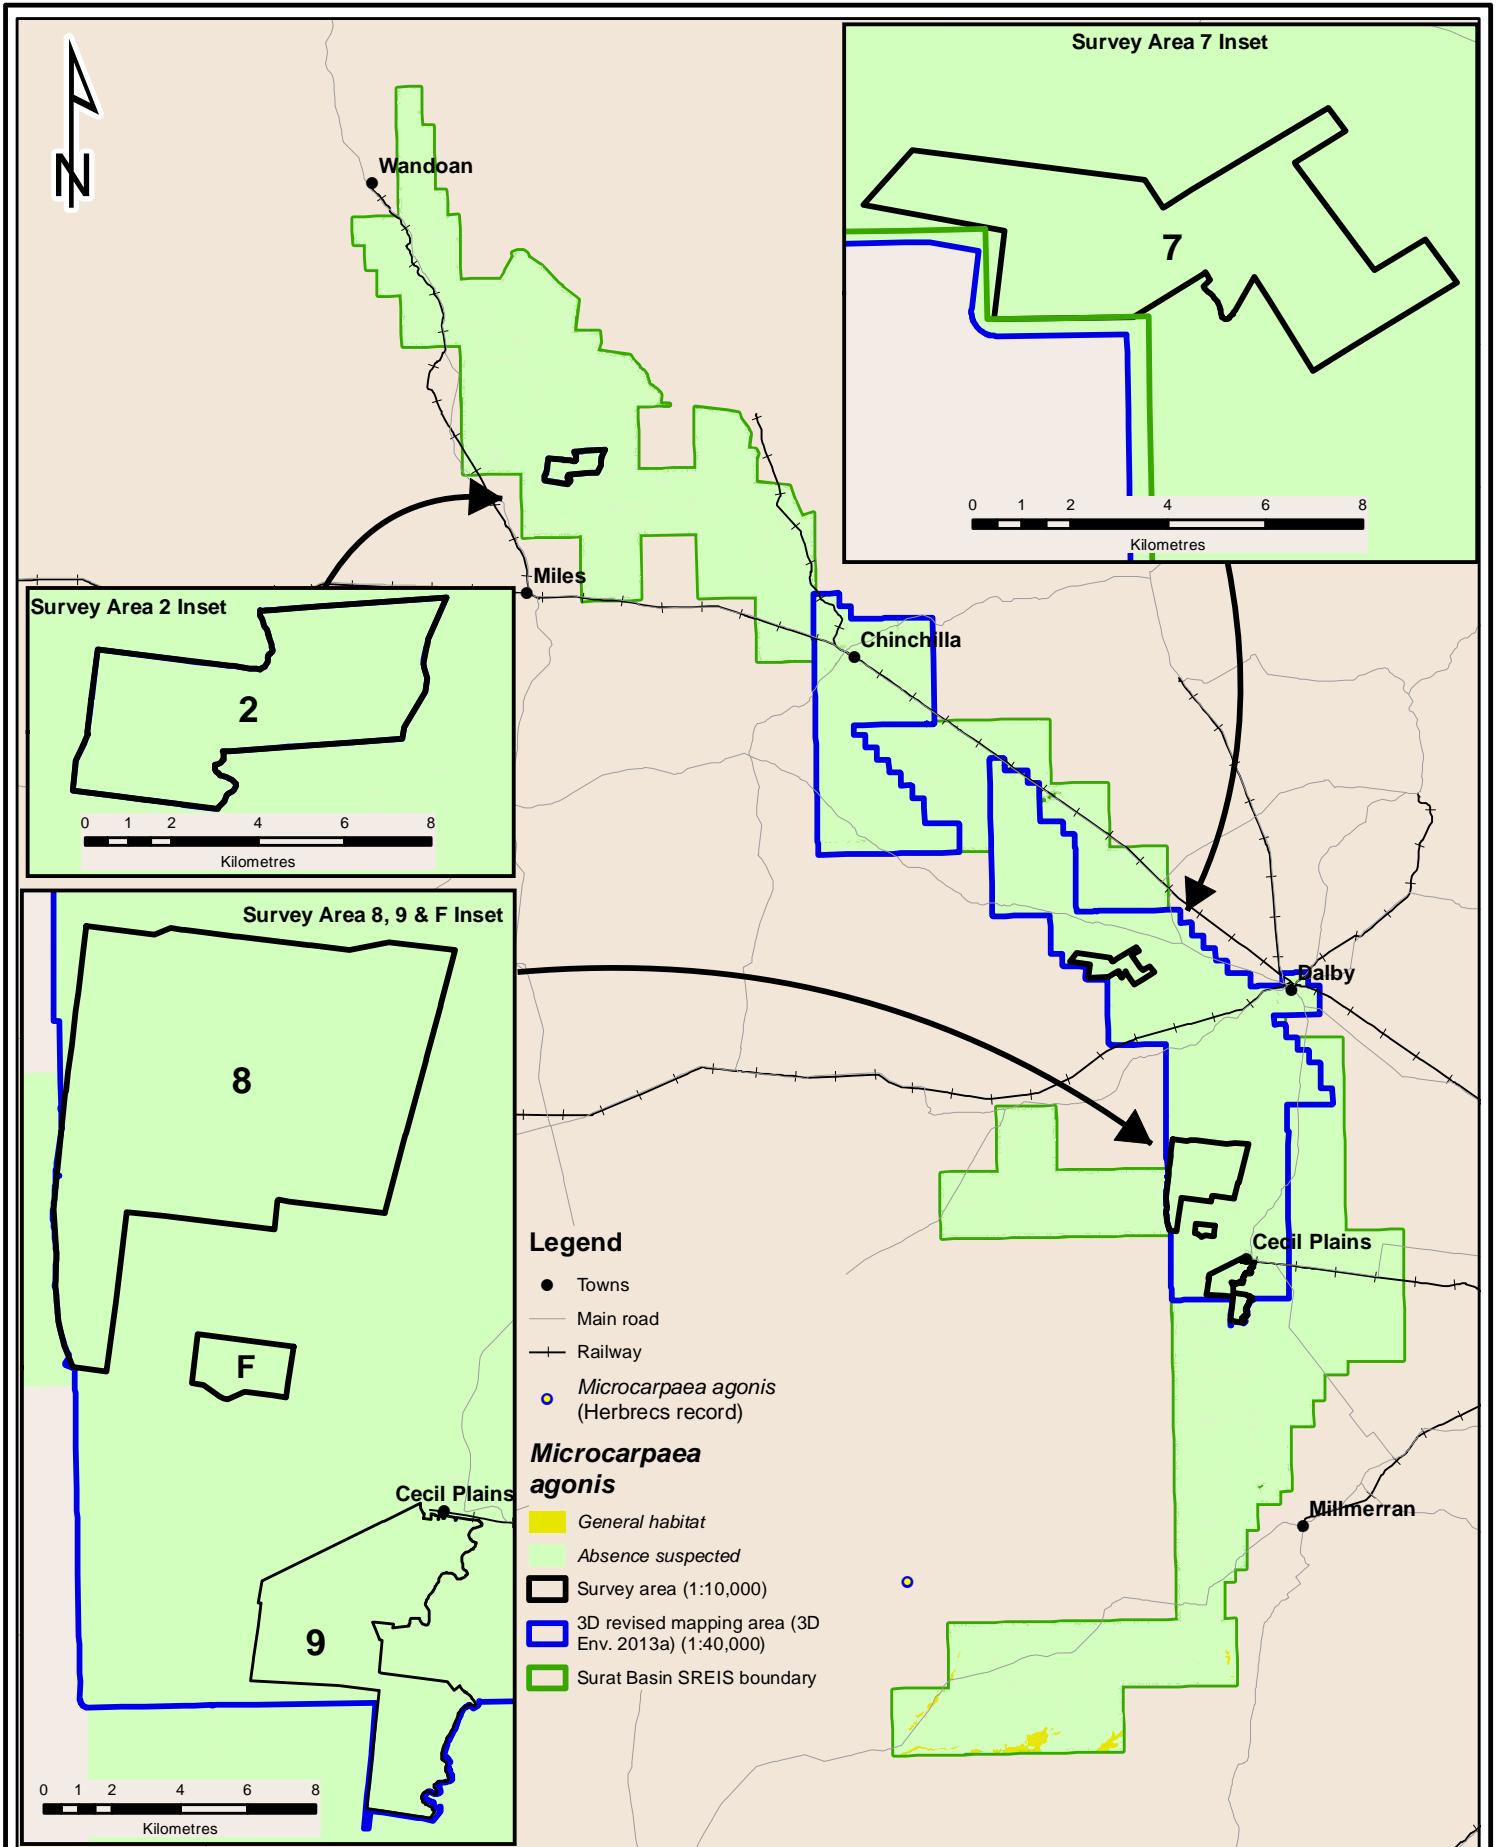 Survey Area 7 Inset
N
Wandoan
7
0 1 2 4 6 8
Kilometres
Miles
Survey Area 2 Inset
2
0 1 2 4 6 8
Kilometres
Chinchilla
Survey Area 8, 9 & F Inset
8
F
Cecil Plains
9
0 1 2 4 6 8
Kilometres
Dalby
Cecil Plains
Millmerran
Legend
Towns
Main road
Railway
Microcarpaea agonis
(Herbrecs record)
Microcarpaea
agonis
General habitat
Absence suspected
Survey area (1:10,000)
3D revised mapping area (3D
Env. 2013a) (1:40,000)
Surat Basin SREIS boundary